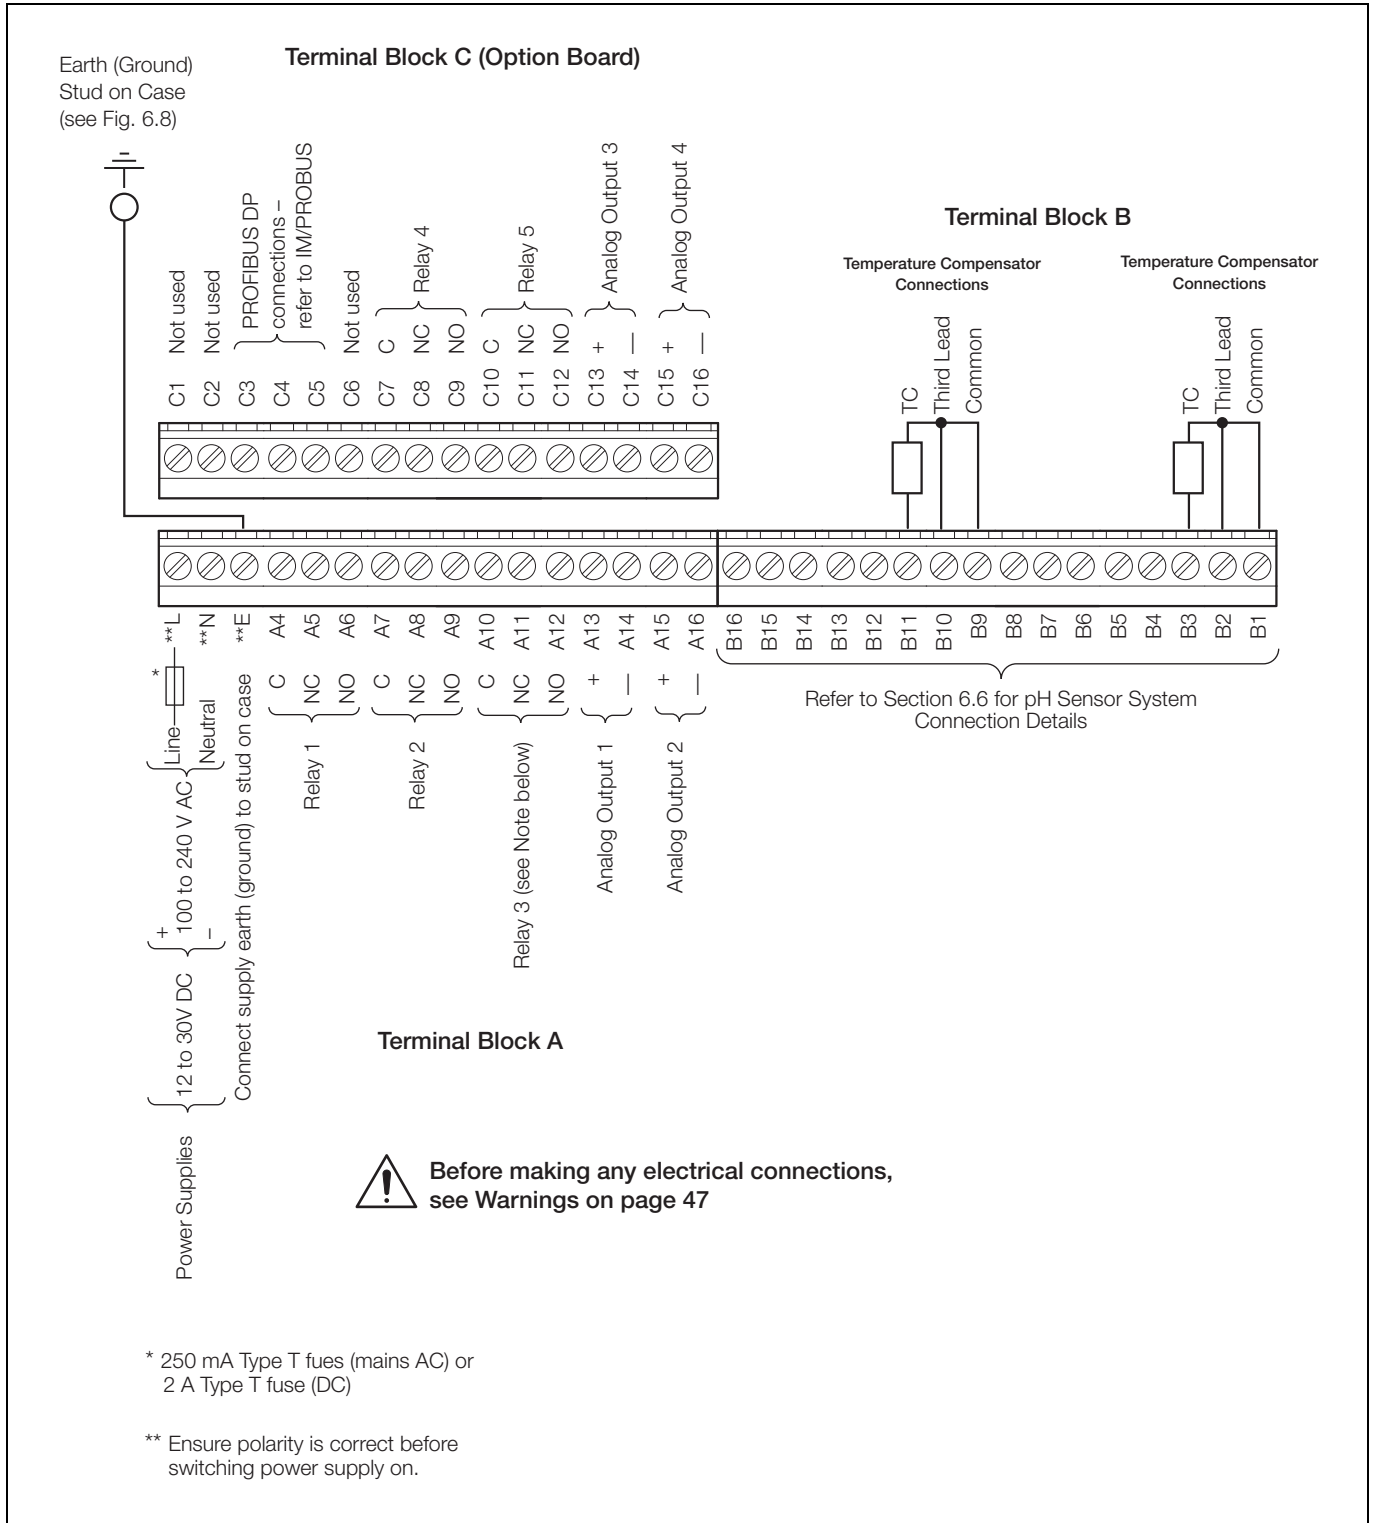 Earth (Ground)
Stud on Case
(see Fig. 6.8)
Terminal Block C (Option Board)
C1 Not used
C2 Not used
C3
C4
C5
PROFIBUS DP
connections –
refer to IM/PROBUS
C6 Not used
C7 C
C8 NC
C9 NO
Relay 4
C10 C
C11 NC
C12 NO
Relay 5
C13 +
C14 —
Analog Output 3
C15 +
C16 —
Analog Output 4
Terminal Block B
Temperature Compensator
Connections
TC
Third Lead
Common
Temperature Compensator
Connections
TC
Third Lead
Common
**L
**N
**E
A4
A5
A6
A7
A8
A9
A10
A11
A12
A13
A14
A15
A16
B16
B15
B14
B13
B12
B11
B10
B9
B8
B7
B6
B5
B4
B3
B2
B1
*
Line
Neutral
100 to 240 V AC
+
–
12 to 30V DC
Power Supplies
Connect supply earth (ground) to stud on case
C
NC
NO
Relay 1
C
NC
NO
Relay 2
C
NC
NO
Relay 3 (see Note below)
+
—
Analog Output 1
+
—
Analog Output 2
Refer to Section 6.6 for pH Sensor System
Connection Details
Terminal Block A
Before making any electrical connections,
see Warnings on page 47
* 250 mA Type T fues (mains AC) or
2 A Type T fuse (DC)
** Ensure polarity is correct before
switching power supply on.